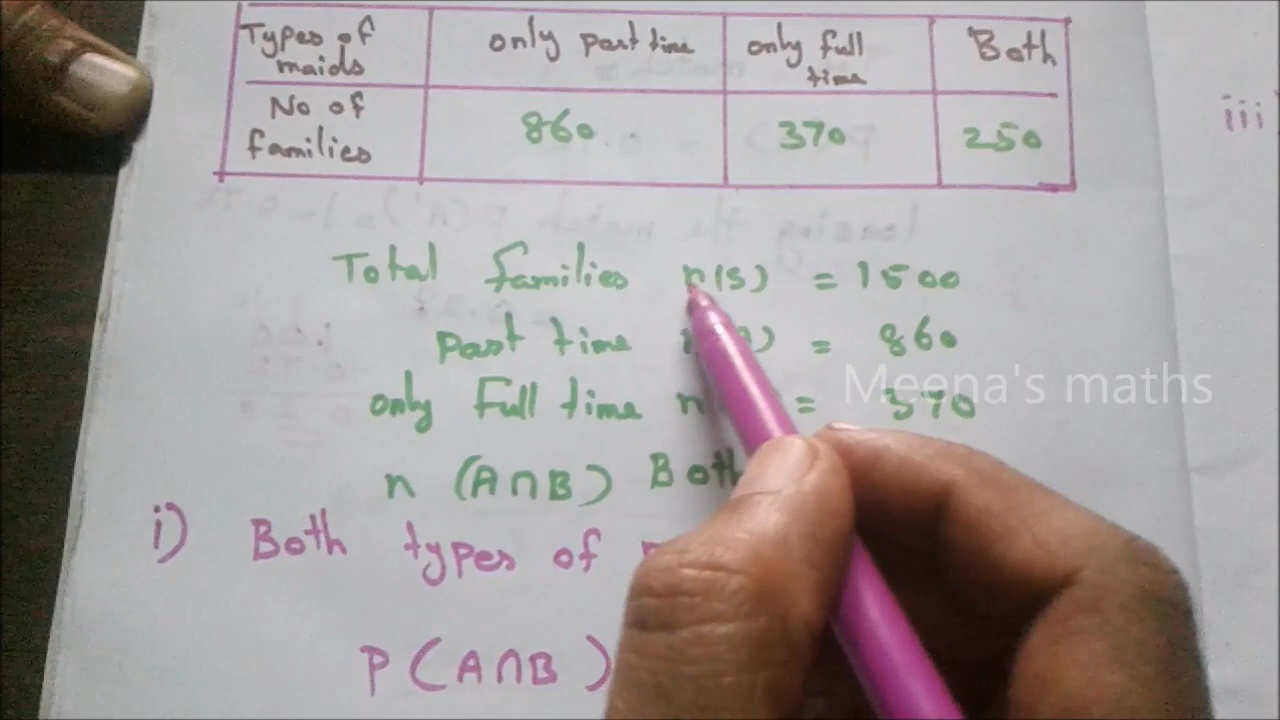 Types of maids only part time only full time Both
No of families 860 370 250
iii
Total families n(S) = 1500
Part time = 860
Meena's maths
only Full time n = 370
n (A∩B) Both
i) Both types of
P(A∩B)